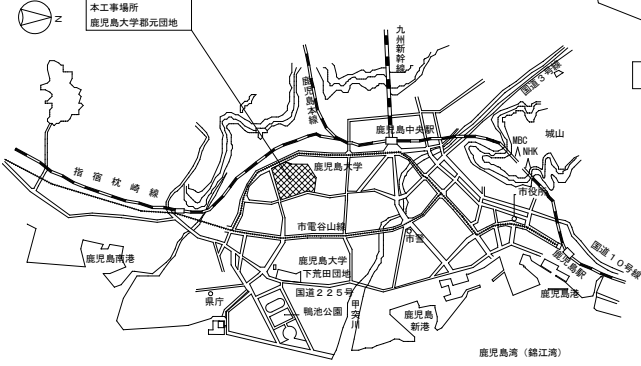 本工事場所
鹿児島大学郡元団地
N
九州新幹線
鹿児島本線
国道3号線
鹿児島中央駅
城山
MBC
NHK
鹿児島大学
指宿枕崎線
市役所
市電谷山線
市営
国道10号線
鹿児島駅
鹿児島南港
鹿児島大学
下荒田団地
国道225号
鹿児島港
県庁
鴨池公園
甲突川
鹿児島
新港
鹿児島湾（錦江湾）